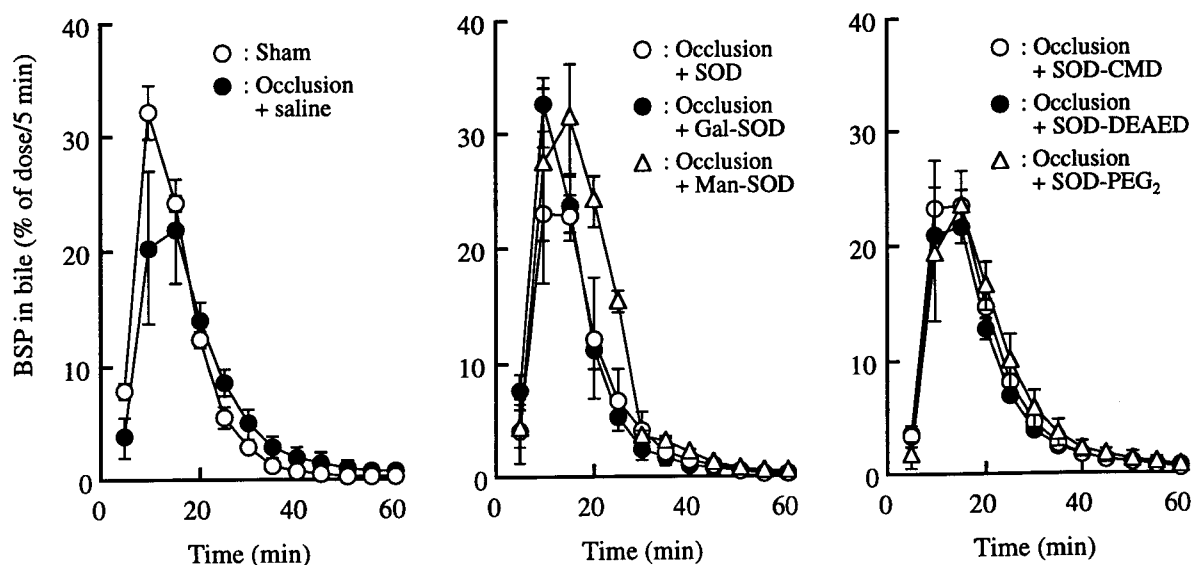 BSP in bile (% of dose/5 min)
40
30
20
10
0
0
20
40
60
Time (min)
: Sham
: Occlusion
+ saline
40
30
20
10
0
0
20
40
60
Time (min)
: Occlusion
+ SOD
: Occlusion
+ Gal-SOD
: Occlusion
+ Man-SOD
40
30
20
10
0
0
20
40
60
Time (min)
: Occlusion
+ SOD-CMD
: Occlusion
+ SOD-DEAED
: Occlusion
+ SOD-PEG₂